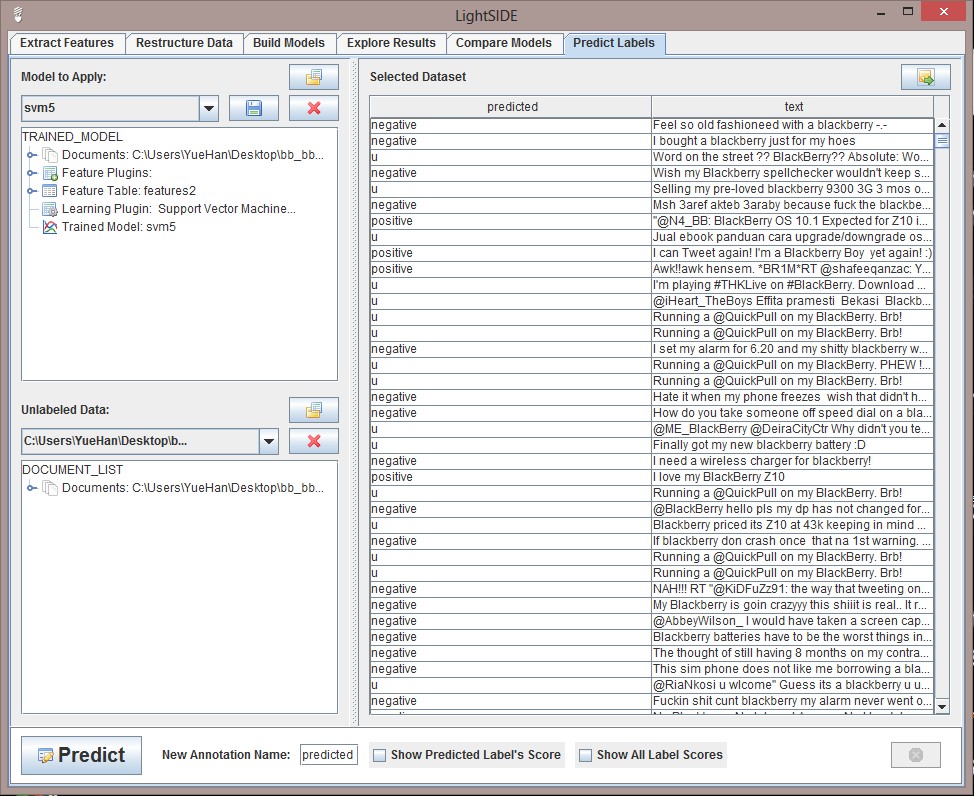 LightSIDE
Extract Features Restructure Data Build Models Explore Results Compare Models Predict Labels
Model to Apply:
svm5
TRAINED_MODEL
Documents: C:\Users\YueHan\Desktop\bb_bb...
Feature Plugins:
Feature Table: features2
Learning Plugin: Support Vector Machine...
Trained Model: svm5
Unlabeled Data:
C:\Users\YueHan\Desktop\b...
DOCUMENT_LIST
Documents: C:\Users\YueHan\Desktop\bb_bb...
Selected Dataset
predicted text
negative Feel so old fashioneed with a blackberry -.-
negative I bought a blackberry just for my hoes
u Word on the street ?? BlackBerry?? Absolute: Wo...
negative Wish my Blackberry spellchecker wouldn't keep s...
u Selling my pre-loved blackberry 9300 3G 3 mos o...
negative Msh 3aref akteb 3araby because fuck the blackbe...
positive "@N4_BB: BlackBerry OS 10.1 Expected for Z10 i...
u Jual ebook panduan cara upgrade/downgrade os...
positive I can Tweet again! I'm a Blackberry Boy yet again! :)
positive Awk!!awk hensem. *BR1M*RT @shafeeqanzac: Y...
u I'm playing #THKLive on #BlackBerry. Download ...
u @iHeart_TheBoys Effita pramesti Bekasi Blackb...
u Running a @QuickPull on my BlackBerry. Brb!
u Running a @QuickPull on my BlackBerry. Brb!
negative I set my alarm for 6.20 and my shitty blackberry w...
u Running a @QuickPull on my BlackBerry. PHEW !...
u Running a @QuickPull on my BlackBerry. Brb!
negative Hate it when my phone freezes wish that didn't h...
negative How do you take someone off speed dial on a bla...
u @ME_BlackBerry @DeiraCityCtr Why didn't you te...
u Finally got my new blackberry battery :D
negative I need a wireless charger for blackberry!
positive I love my BlackBerry Z10
u Running a @QuickPull on my BlackBerry. Brb!
negative @BlackBerry hello pls my dp has not changed for...
u Blackberry priced its Z10 at 43k keeping in mind ...
negative If blackberry don crash once that na 1st warning. ...
u Running a @QuickPull on my BlackBerry. Brb!
u Running a @QuickPull on my BlackBerry. Brb!
negative NAH!!! RT "@KiDFuZz91: the way that tweeting on...
negative My Blackberry is goin crazyyy this shiiit is real.. It r...
negative @AbbeyWilson_ I would have taken a screen cap...
negative Blackberry batteries have to be the worst things in...
negative The thought of still having 8 months on my contra...
negative This sim phone does not like me borrowing a bla...
u @RiaNkosi u wlcome" Guess its a blackberry u u...
negative Fuckin shit cunt blackberry my alarm never went o...
Predict New Annotation Name: predicted Show Predicted Label's Score Show All Label Scores